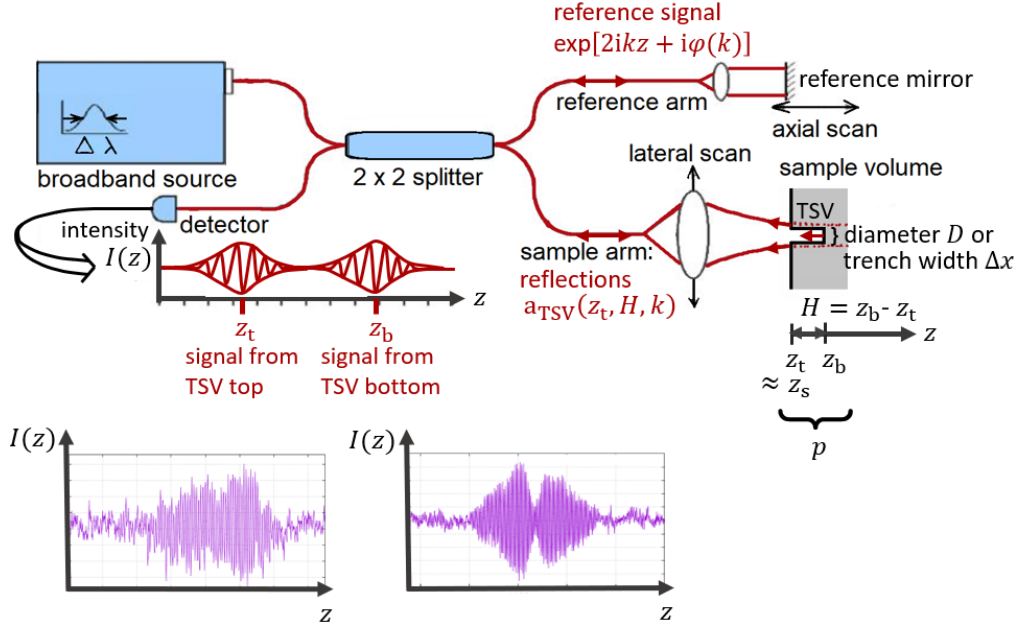 reference signal
exp[2ikz + iφ(k)]
reference mirror
reference arm
axial scan
Δ λ
broadband source
2 x 2 splitter
lateral scan
sample volume
TSV
intensity
detector
I(z)
z
sample arm:
reflections
a_TSV(z_t, H, k)
diameter D or
trench width Δx
H = z_b- z_t
z
z_t
z_b
signal from
TSV top
signal from
TSV bottom
z_t
z_b
≈ z_s
p
I(z)
z
I(z)
z